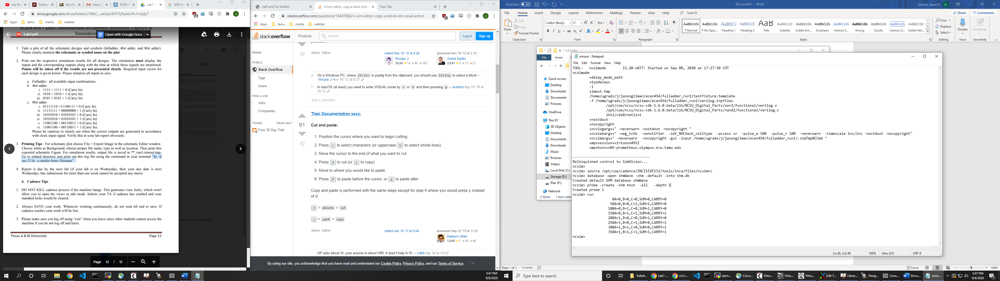 Joe Ro
Central
My eC
Inbox (
ECEN 4
Lab1 -
XOR NA
drive.google.com/drive/folders/1WkC_-ukDqU4TFJTjFly4JuYh-Fnzjdy7
Apps
tamu
media
webdev
ECEN 454 – Lab1: Introduction to Cadence Schematic Capture &
Simulation
Lab1.pdf
Open with Google Docs
1. Take a plot of all the schematic designs and symbols (fulladder, 4bit adder, and 8bit adder).
Please clearly mention the schematic or symbol name on the plot.
2. Print out the respective simulation results for all designs. The simulation must display the
inputs and the corresponding outputs along with the time at which these signals are monitored.
Points will be taken off if the results are not presented clearly. Required input vector for
each design is given below. Please initialize all inputs to zero.
a. Fulladder : all available input combinations.
b. 4bit adder
i. 1111 + 1111 + 0 (Carry In)
ii. 1010 + 1010 + 1 (Carry In)
iii. 0101 + 0101 + 1 (Carry In)
c. 8bit adder
i. 01111110 +11100111 + 0 (Carry In)
ii. 11111111 + 00000000 + 1 (Carry In)
iii. 10101010 + 01010101 + 0 (Carry In)
iv. 10101010 + 01010101 + 1 (Carry In)
v. 11001100 + 00110011 + 0 (Carry In)
vi. 11001100 + 00110011 + 1 (Carry In)
Please be cautious to clearly see when the correct outputs are generated in accordance
with clock input signal. Verify this in your lab report obviously.
3. Printing Tips : For schematic plot choose File > Export Image in the schematic Editor window.
Choose white as Background, choose proper file name, type as well as location. Then print this
exported schematic Figure. For simulation results, output file is saved in **_run1/simout.tmp.
Go to related directory and print out this log file using the command in your terminal “lp –d
zec-213a –o media=letter filename”.
4. Report is due by the next lab (if your lab is on Wednesday, then your due date is next
Wednesday, late submission for more than one week cannot be accepted any more).
6. Cadence Tips
1. DO NOT KILL cadence process if the machine hangs. This generates view locks, which won't
allow you to open the views in edit mode. Inform your TA if cadence has crashed and your
standard locks would be cleared.
2. Always SAVE your work. Whenever working continuously, do not wait till end to save. If
cadence crashes your work will be lost.
3. Please make sure you log off using “exit” when you leave since other students cannot access the
machine if you do not log off and leave.
Texas A & M University
Page 12
Name
Demo - Lab1.txt.docx
Page 12 / 12
Half and Full Adders
vi/vim editor, copy a block (not u
New Tab
stackoverflow.com/questions/13447066/vi-vim-editor-copy-a-block-not-usual-action
Apps
tamu
media
webdev
stackoverflow
Products
Search...
Log in
Sign up
Home
PUBLIC
Stack Overflow
Tags
Users
FIND A JOB
Jobs
Companies
TEAMS
What's this?
Free 30 Day Trial
you like...
share follow
edited Nov 19 '12 at 8:28
Wouter J
38.6k 14 95 107
answered Nov 19 '12 at 3:10
André Keller
2,641 3 12 21
3 On a Windows PC, where Ctrl+v is pastig from the clipboard, you should use Ctrl+q to select a block –
Wouter J Nov 19 '12 at 8:27
1 In macOS (at least) you need to enter VISUAL mode by v or V and then pressing p – arshbot Apr 19 '19 at
16:13
add a comment
Their Documentation says:
91
Cut and paste:
1. Position the cursor where you want to begin cutting.
2. Press v to select characters (or uppercase V to select whole lines).
3. Move the cursor to the end of what you want to cut.
4. Press d to cut (or y to copy).
5. Move to where you would like to paste.
6. Press P to paste before the cursor, or p to paste after.
Copy and paste is performed with the same steps except for step 4 where you would press y instead
of d:
d = delete = cut
y = yank = copy
share follow
edited Jan 19 '17 at 5:04
answered Sep 22 '15 at 11:52
Kaleem Ullah
5,040 1 36 40
OP asks about VI, your answer is about VIM, it does't help in VI. – volkit Apr 14 at 14:42
By using our site, you acknowledge that you have read and understand our Cookie Policy, Privacy Policy, and our Terms of Service.
5:47 PM
9/8/2020
AutoSave Off
Document1 - Word
Gilman, Jason A
GJ
File Home Insert Design Layout References Mailings Review View Help Search
Share
Comments
Paste
Cut
Copy
Format Painter
Clipboard
Calibri (Body) 11
Font
Paragraph
¶ Normal
¶ No Spac...
Heading 1
Heading 2
Title
Subtitle
Subtle Em...
Emphasis
Intense E...
Strong
Quote
Intense Q...
Subtle Ref...
Styles
Find
Replace
Select
Editing
Dictate
Voice
Sensitivity
Sensitivity
fulladder
File
Home
Quick access
Desktop
Downloads
Documents
Pictures
OneDrive
This PC
3D Objects
Desktop
Documents
Downloads
Music
Pictures
Videos
Local Disk (C:)
Storage (D:)
Plex (F:)
Network
2 items 1 item selec
simout - Notepad
File Edit Format View Help
TOOL: ncxlmode 15.20-s077: Started on Sep 08, 2020 at 17:27:50 CDT
ncxlmode
+delay_mode_path
+typdelays
-l
simout.tmp
/home/ugrads/j/jasongilman/ecen454/fulladder_run1/testfixture.template
-f /home/ugrads/j/jasongilman/ecen454/fulladder_run1/verilog.inpfiles
/opt/coe/ncsu/ncsu-cdk-1.6.0.beta/lib/NCSU_Digital_Parts/xor2/functional/verilog.v
/opt/coe/ncsu/ncsu-cdk-1.6.0.beta/lib/NCSU_Digital_Parts/nand2/functional/verilog.v
ihnl/cds0/netlist
+nostdout
+nocopyright
+ncvlogargs+" -neverwarn -nostdout -nocopyright "
+ncelabargs+" -neg_tchk -nonotifier -sdf_NOCheck_celltype -access +r -pulse_e 100 -pulse_r 100 -neverwarn -timescale 1ns/1ns -nostdout -nocopyright"
+ncsimargs+" -neverwarn -nocopyright -gui -input /home/ugrads/j/jasongilman/ecen454/fulladder_run1/.simTmpNCCmd "
+mpssession+virtuoso4912
+mpshost+n05-prometheus.olympus.ece.tamu.edu
-------------------------------------
Relinquished control to SimVision...
ncsim>
ncsim> source /opt/coe/cadence/INCISIVE152/tools/inca/files/ncsimrc
ncsim> database -open shmWave -shm -default -into shm.db
Created default SHM database shmWave
ncsim> probe -create -shm test -all -depth 1
Created probe 1
ncsim> run
0A=0,B=0,C=0,SUM=0,CARRY=0
50A=0,B=0,C=1,SUM=1,CARRY=0
100A=0,B=1,C=0,SUM=1,CARRY=0
150A=0,B=1,C=1,SUM=0,CARRY=1
200A=1,B=0,C=0,SUM=1,CARRY=0
250A=1,B=0,C=1,SUM=0,CARRY=1
300A=1,B=1,C=0,SUM=0,CARRY=1
350A=1,B=1,C=1,SUM=1,CARRY=1
ncsim>
Ln 26, Col 48
100%
Unix (LF)
UTF-8
Page 1 of 1 3 words
Focus
100%
Type here to search
fullad...
Lab1 ...
vi/vi...
olym...
Cisco...
Virtu...
Virtu...
Virtu...
Edit T...
Librar...
Desig...
Cons...
Docu...
simo...
5:47 PM
9/8/2020